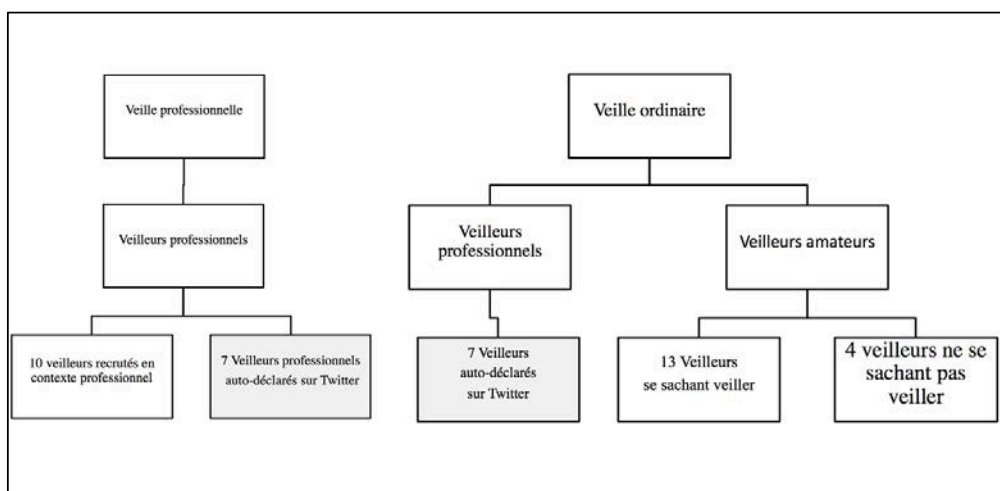 Veille professionnelle
Veille ordinaire
Veilleurs professionnels
Veilleurs
professionnels
Veilleurs amateurs
10 veilleurs recrutés en
contexte professionnel
7 Veilleurs professionnels
auto-déclarés sur Twitter
7 Veilleurs
auto-déclarés
sur Twitter
13 Veilleurs
se sachant veiller
4 veilleurs ne se
sachant pas
veiller